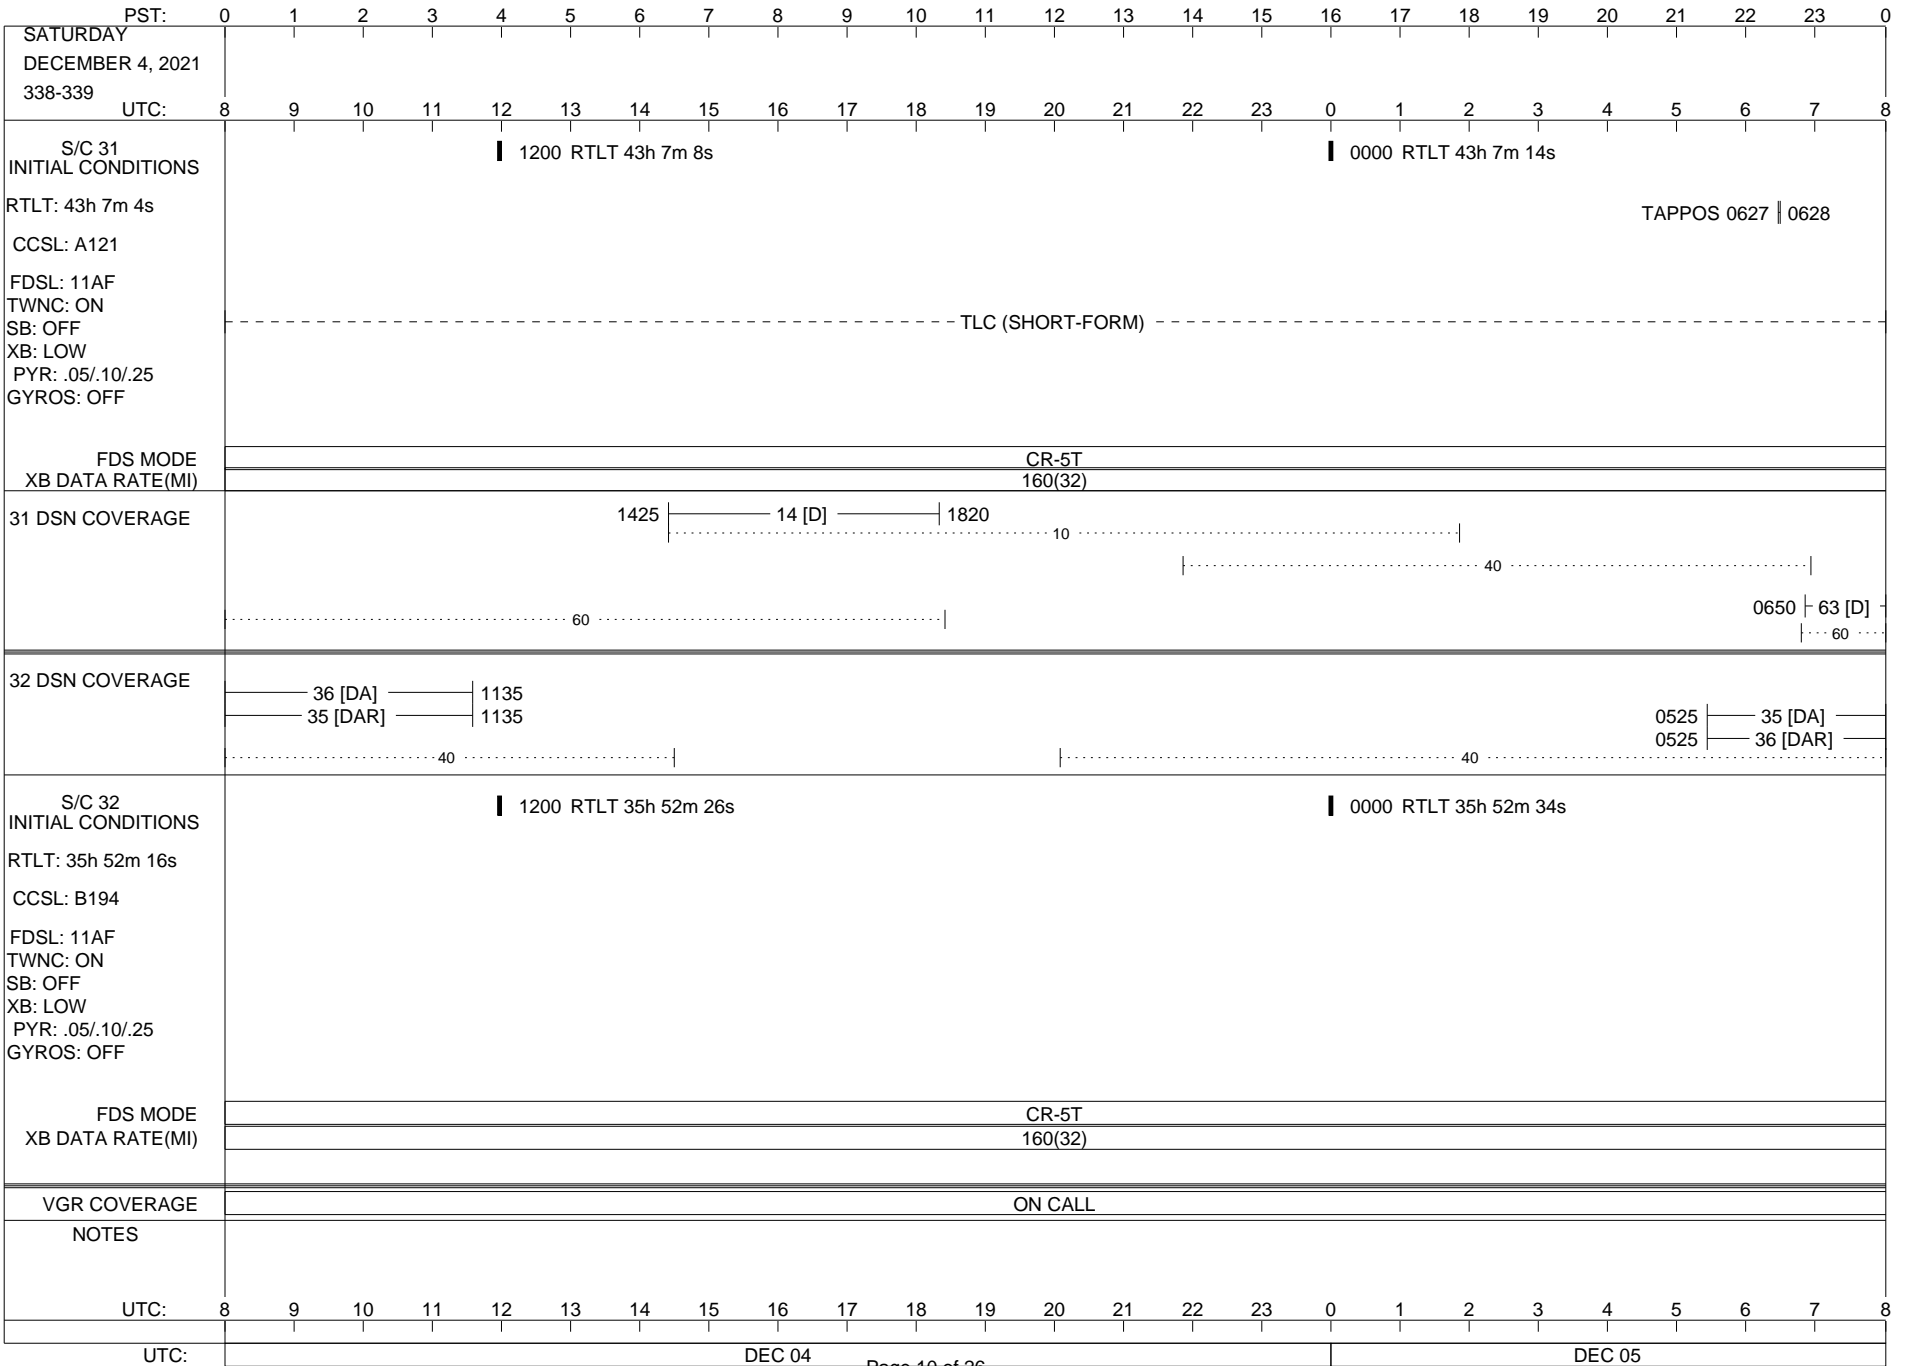 PST: 0 1 2 3 4 5 6 7 8 9 10 11 12 13 14 15 16 17 18 19 20 21 22 23 0
SATURDAY
DECEMBER 4, 2021
338-339
UTC: 8 9 10 11 12 13 14 15 16 17 18 19 20 21 22 23 0 1 2 3 4 5 6 7 8
S/C 31
INITIAL CONDITIONS
1200 RTLT 43h 7m 8s
0000 RTLT 43h 7m 14s
RTLT: 43h 7m 4s
TAPPOS 0627 0628
CCSL: A121
FDSL: 11AF
TWNC: ON
SB: OFF
TLC (SHORT-FORM)
XB: LOW
PYR: .05/.10/.25
GYROS: OFF
FDS MODE CR-5T
XB DATA RATE(MI) 160(32)
31 DSN COVERAGE
1425 14 [D] 1820
10
40
0650 63 [D]
60
60
32 DSN COVERAGE
36 [DA] 1135
35 [DAR] 1135
0525 35 [DA]
0525 36 [DAR]
40 40
S/C 32
INITIAL CONDITIONS
1200 RTLT 35h 52m 26s
0000 RTLT 35h 52m 34s
RTLT: 35h 52m 16s
CCSL: B194
FDSL: 11AF
TWNC: ON
SB: OFF
XB: LOW
PYR: .05/.10/.25
GYROS: OFF
FDS MODE CR-5T
XB DATA RATE(MI) 160(32)
VGR COVERAGE ON CALL
NOTES
UTC: 8 9 10 11 12 13 14 15 16 17 18 19 20 21 22 23 0 1 2 3 4 5 6 7 8
UTC: DEC 04 DEC 05
Page 10 of 26